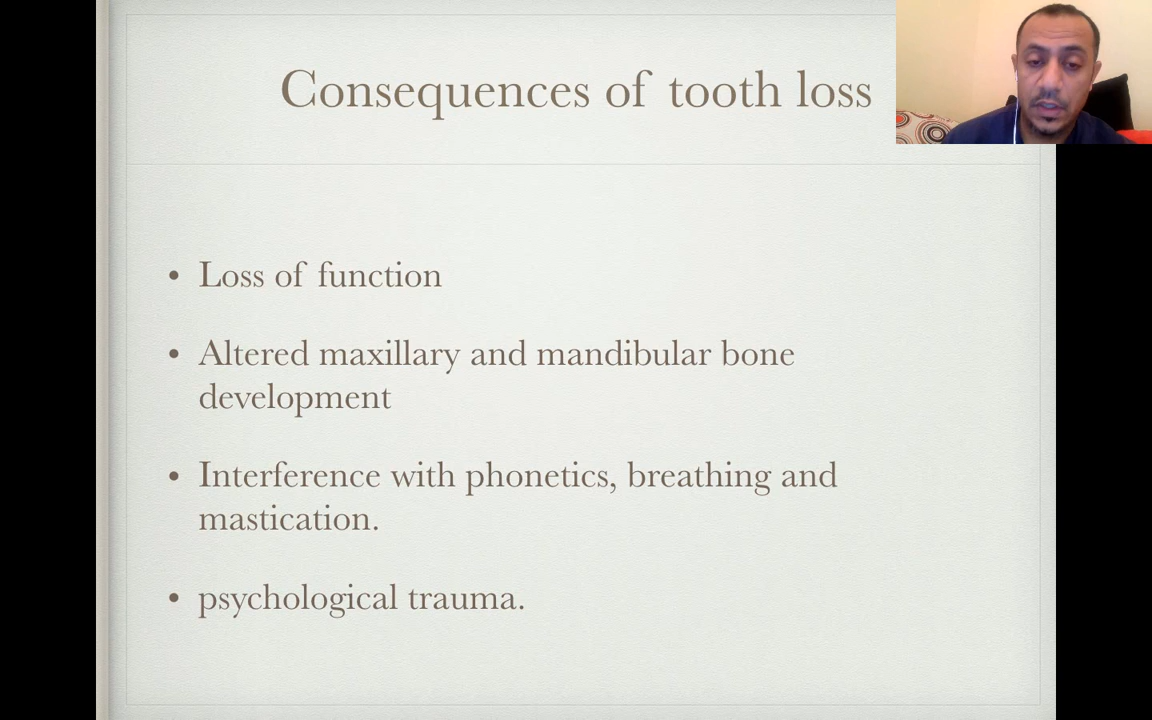 Consequences of tooth loss
• Loss of function
• Altered maxillary and mandibular bone
development
• Interference with phonetics, breathing and
mastication.
• psychological trauma.